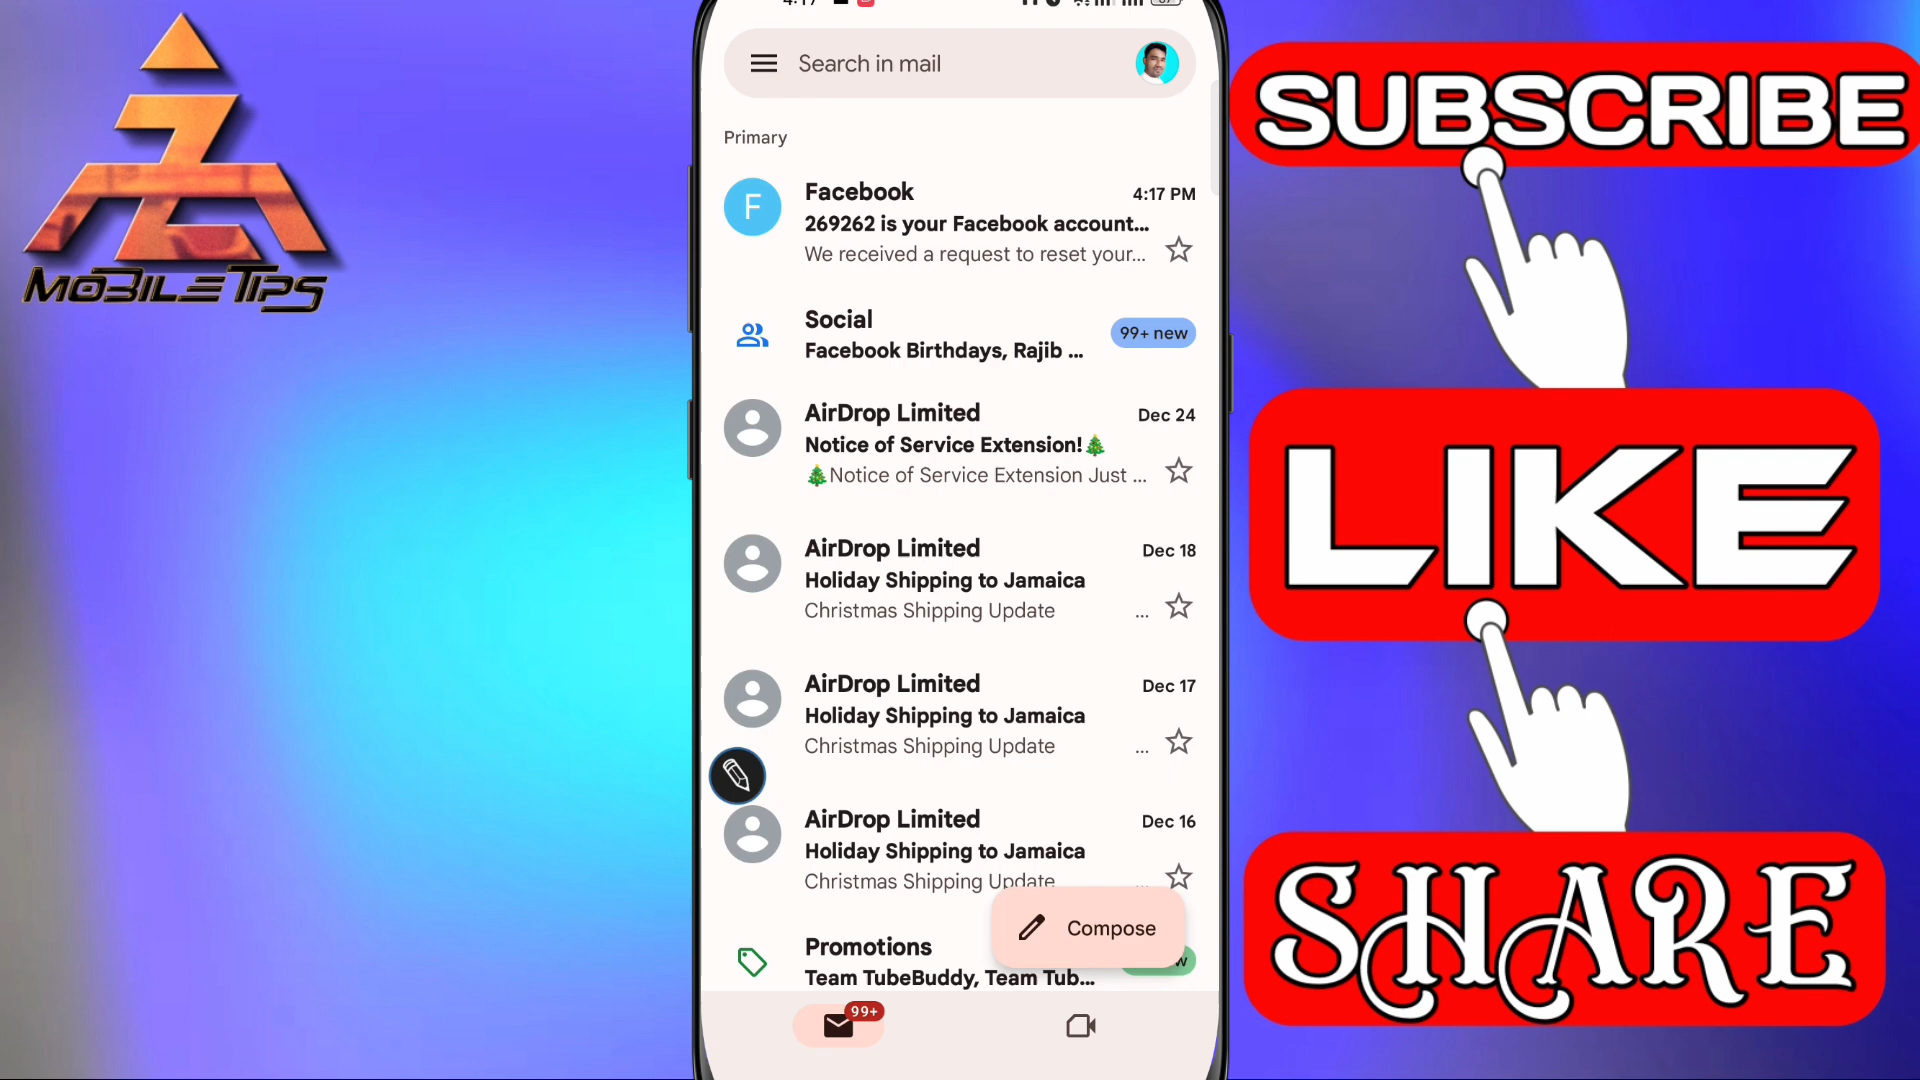 MOBILE TIPS
Search in mail
Primary
F
Facebook
4:17 PM
269262 is your Facebook account...
We received a request to reset your...
Social
99+ new
Facebook Birthdays, Rajib ...
AirDrop Limited
Dec 24
Notice of Service Extension!🎄
🎄Notice of Service Extension Just ...
AirDrop Limited
Dec 18
Holiday Shipping to Jamaica
Christmas Shipping Update ...
AirDrop Limited
Dec 17
Holiday Shipping to Jamaica
Christmas Shipping Update ...
AirDrop Limited
Dec 16
Holiday Shipping to Jamaica
Christmas Shipping Update
Compose
Promotions
Team TubeBuddy, Team Tub...
99+
SUBSCRIBE
LIKE
SHARE